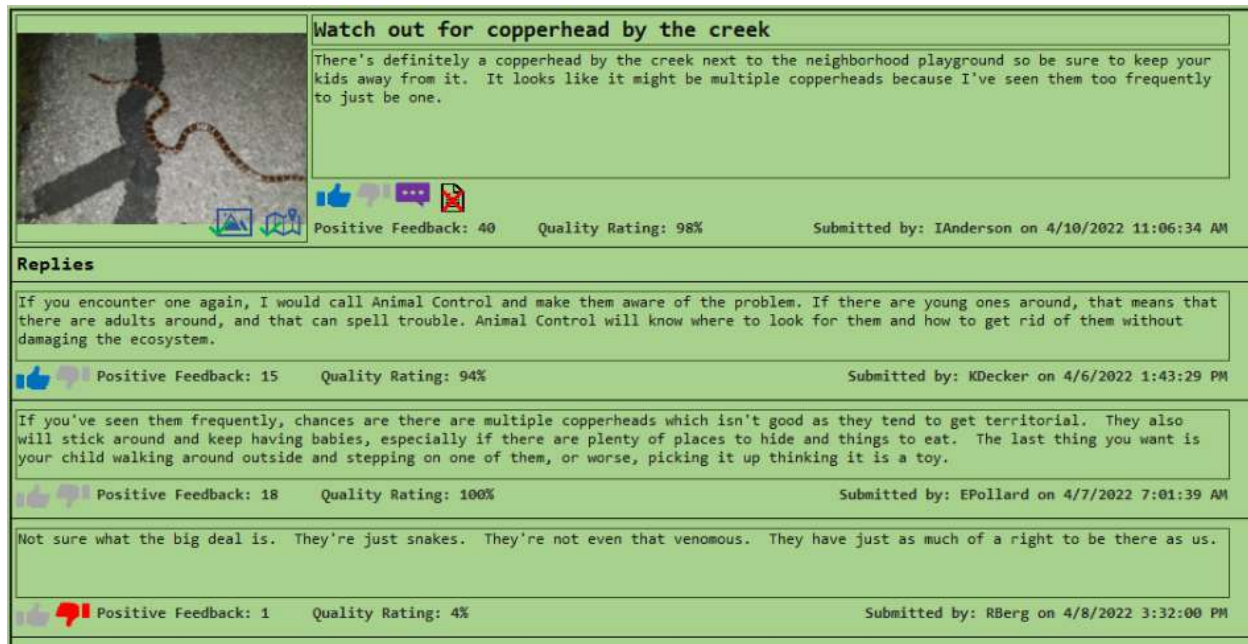 Watch out for copperhead by the creek
There's definitely a copperhead by the creek next to the neighborhood playground so be sure to keep your
kids away from it.  It looks like it might be multiple copperheads because I've seen them too frequently
to just be one.
Positive Feedback: 40 Quality Rating: 98% Submitted by: IAnderson on 4/10/2022 11:06:34 AM
Replies
If you encounter one again, I would call Animal Control and make them aware of the problem. If there are young ones around, that means that
there are adults around, and that can spell trouble. Animal Control will know where to look for them and how to get rid of them without
damaging the ecosystem.
Positive Feedback: 15 Quality Rating: 94% Submitted by: KDecker on 4/6/2022 1:43:29 PM
If you've seen them frequently, chances are there are multiple copperheads which isn't good as they tend to get territorial.  They also
will stick around and keep having babies, especially if there are plenty of places to hide and things to eat.  The last thing you want is
your child walking around outside and stepping on one of them, or worse, picking it up thinking it is a toy.
Positive Feedback: 18 Quality Rating: 100% Submitted by: EPollard on 4/7/2022 7:01:39 AM
Not sure what the big deal is.  They're just snakes.  They're not even that venomous.  They have just as much of a right to be there as us.
Positive Feedback: 1 Quality Rating: 4% Submitted by: RBerg on 4/8/2022 3:32:00 PM